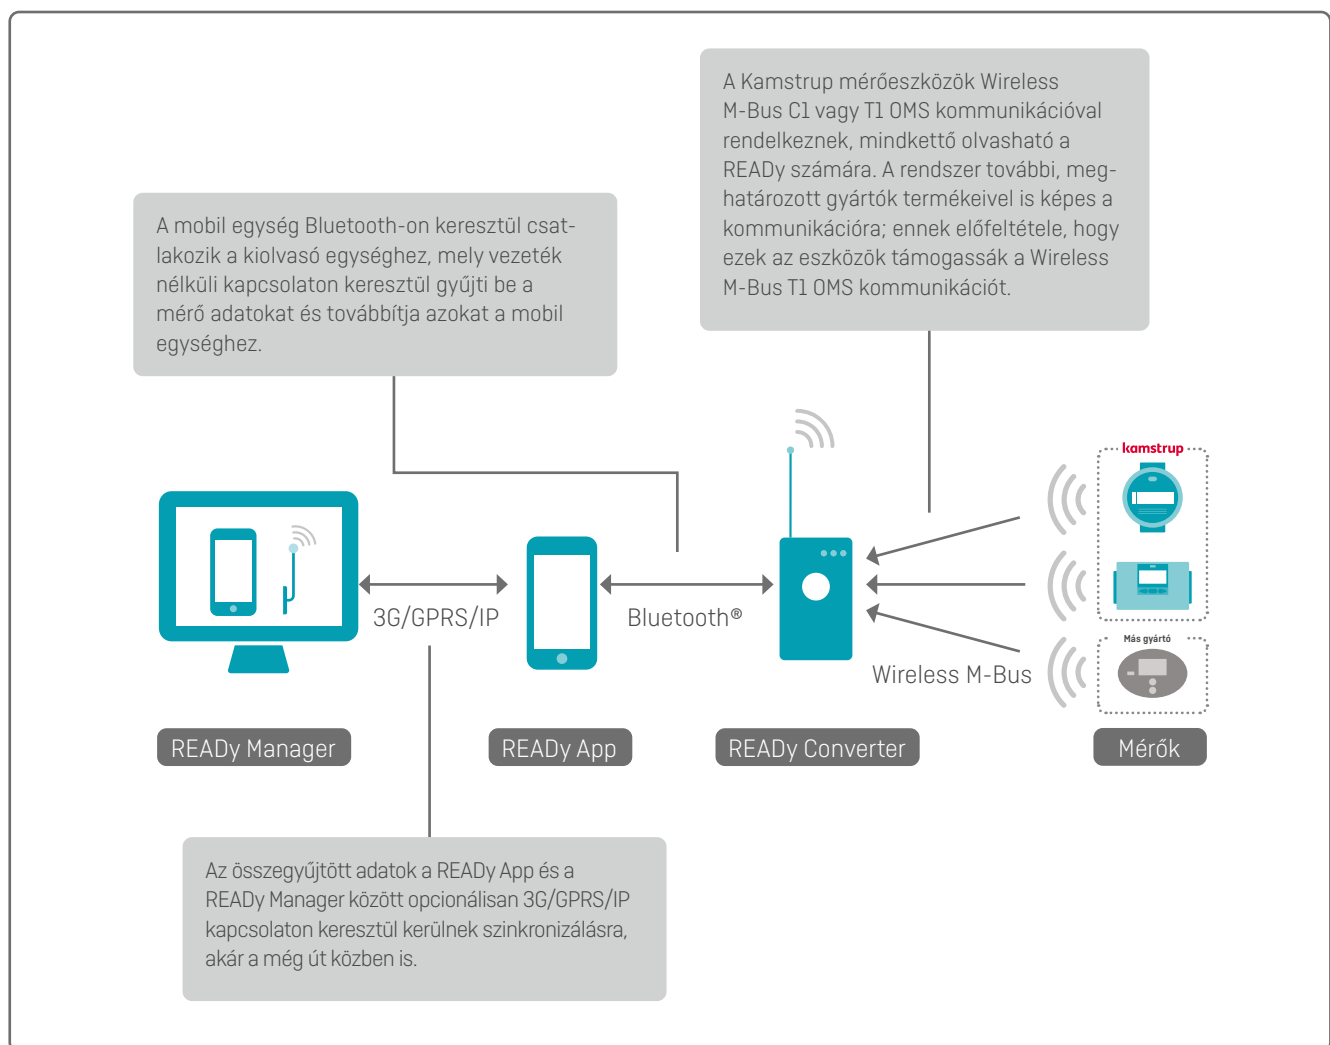 A Kamstrup mérőeszközök Wireless
M-Bus C1 vagy T1 OMS kommunikációval
rendelkeznek, mindkettő olvasható a
READy számára. A rendszer további, meg-
határozott gyártók termékeivel is képes a
kommunikációra; ennek előfeltétele, hogy
ezek az eszközök támogassák a Wireless
M-Bus T1 OMS kommunikációt.
A mobil egység Bluetooth-on keresztül csat-
lakozik a kiolvasó egységhez, mely vezeték
nélküli kapcsolaton keresztül gyűjti be a
mérő adatokat és továbbítja azokat a mobil
egységhez.
kamstrup
3G/GPRS/IP
Bluetooth®
Wireless M-Bus
Más gyártó
READy Manager
READy App
READy Converter
Mérők
Az összegyűjtött adatok a READy App és a
READy Manager között opcionálisan 3G/GPRS/IP
kapcsolaton keresztül kerülnek szinkronizálásra,
akár a még út közben is.